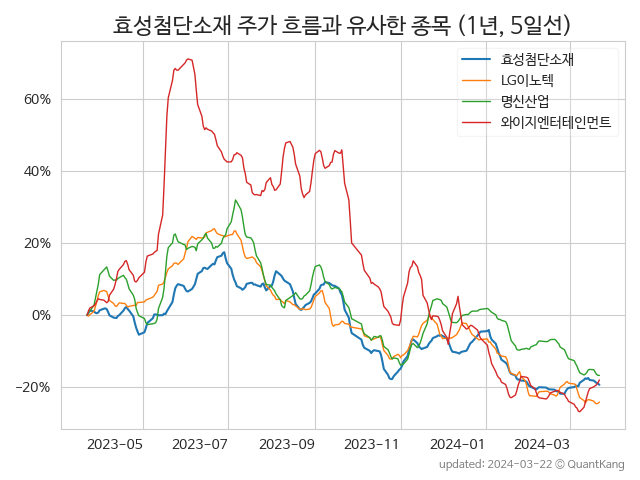 효성첨단소재 주가 흐름과 유사한 종목 (1년, 5일선)
효성첨단소재
LG이노텍
명신산업
와이지엔터테인먼트
60%
40%
20%
0%
−20%
2023-05 2023-07 2023-09 2023-11 2024-01 2024-03
updated: 2024-03-22 © QuantKang